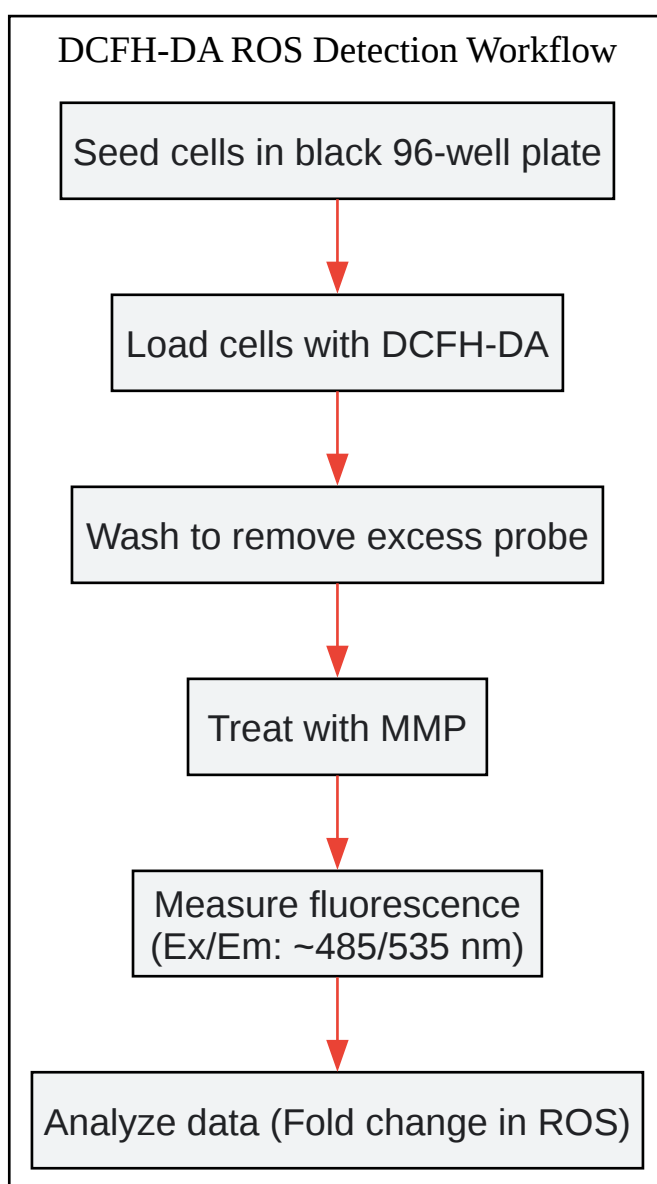 DCFH-DA ROS Detection Workflow
Seed cells in black 96-well plate
Load cells with DCFH-DA
Wash to remove excess probe
Treat with MMP
Measure fluorescence
(Ex/Em: ~485/535 nm)
Analyze data (Fold change in ROS)